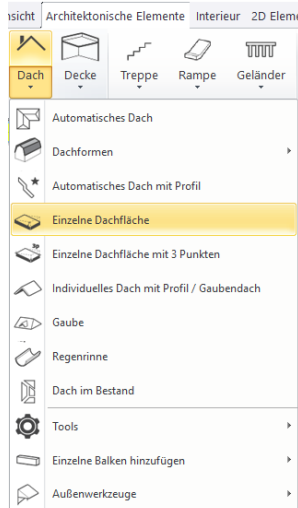 nsicht Architektonische Elemente Interieur 2D Eleme
Dach Decke Treppe Rampe Geländer
Automatisches Dach
Dachformen
Automatisches Dach mit Profil
Einzelne Dachfläche
3P
Einzelne Dachfläche mit 3 Punkten
Individuelles Dach mit Profil / Gaubendach
Gaube
Regenrinne
Dach im Bestand
Tools
Einzelne Balken hinzufügen
Außenwerkzeuge